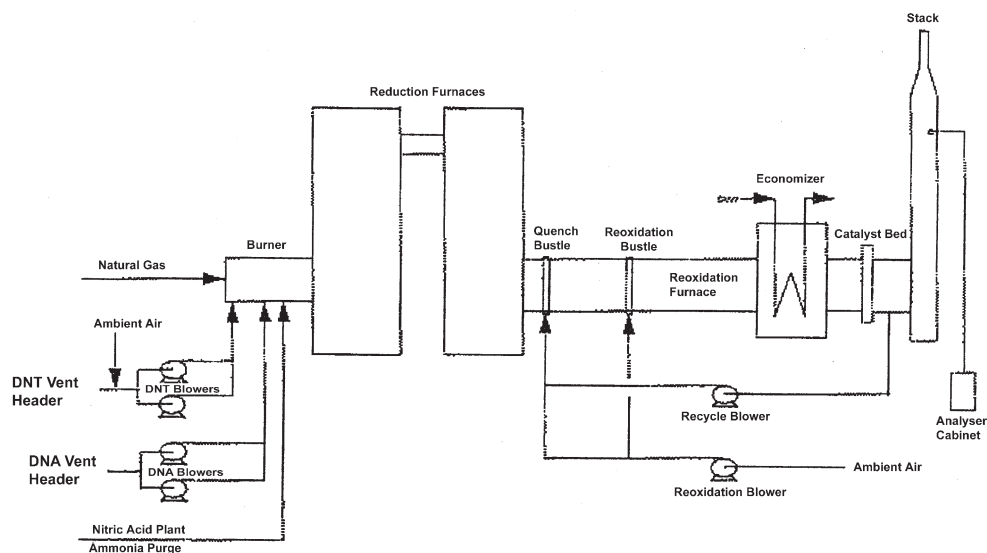 Stack
Reduction Furnaces
Economizer
Quench
Bustle
Reoxidation
Bustle
Catalyst Bed
Burner
Natural Gas
Reoxidation
Furnace
Ambient Air
DNT Vent
Header
DNT Blowers
Recycle Blower
Analyser
Cabinet
DNA Vent
Header
DNA Blowers
Ambient Air
Reoxidation Blower
Nitric Acid Plant
Ammonia Purge